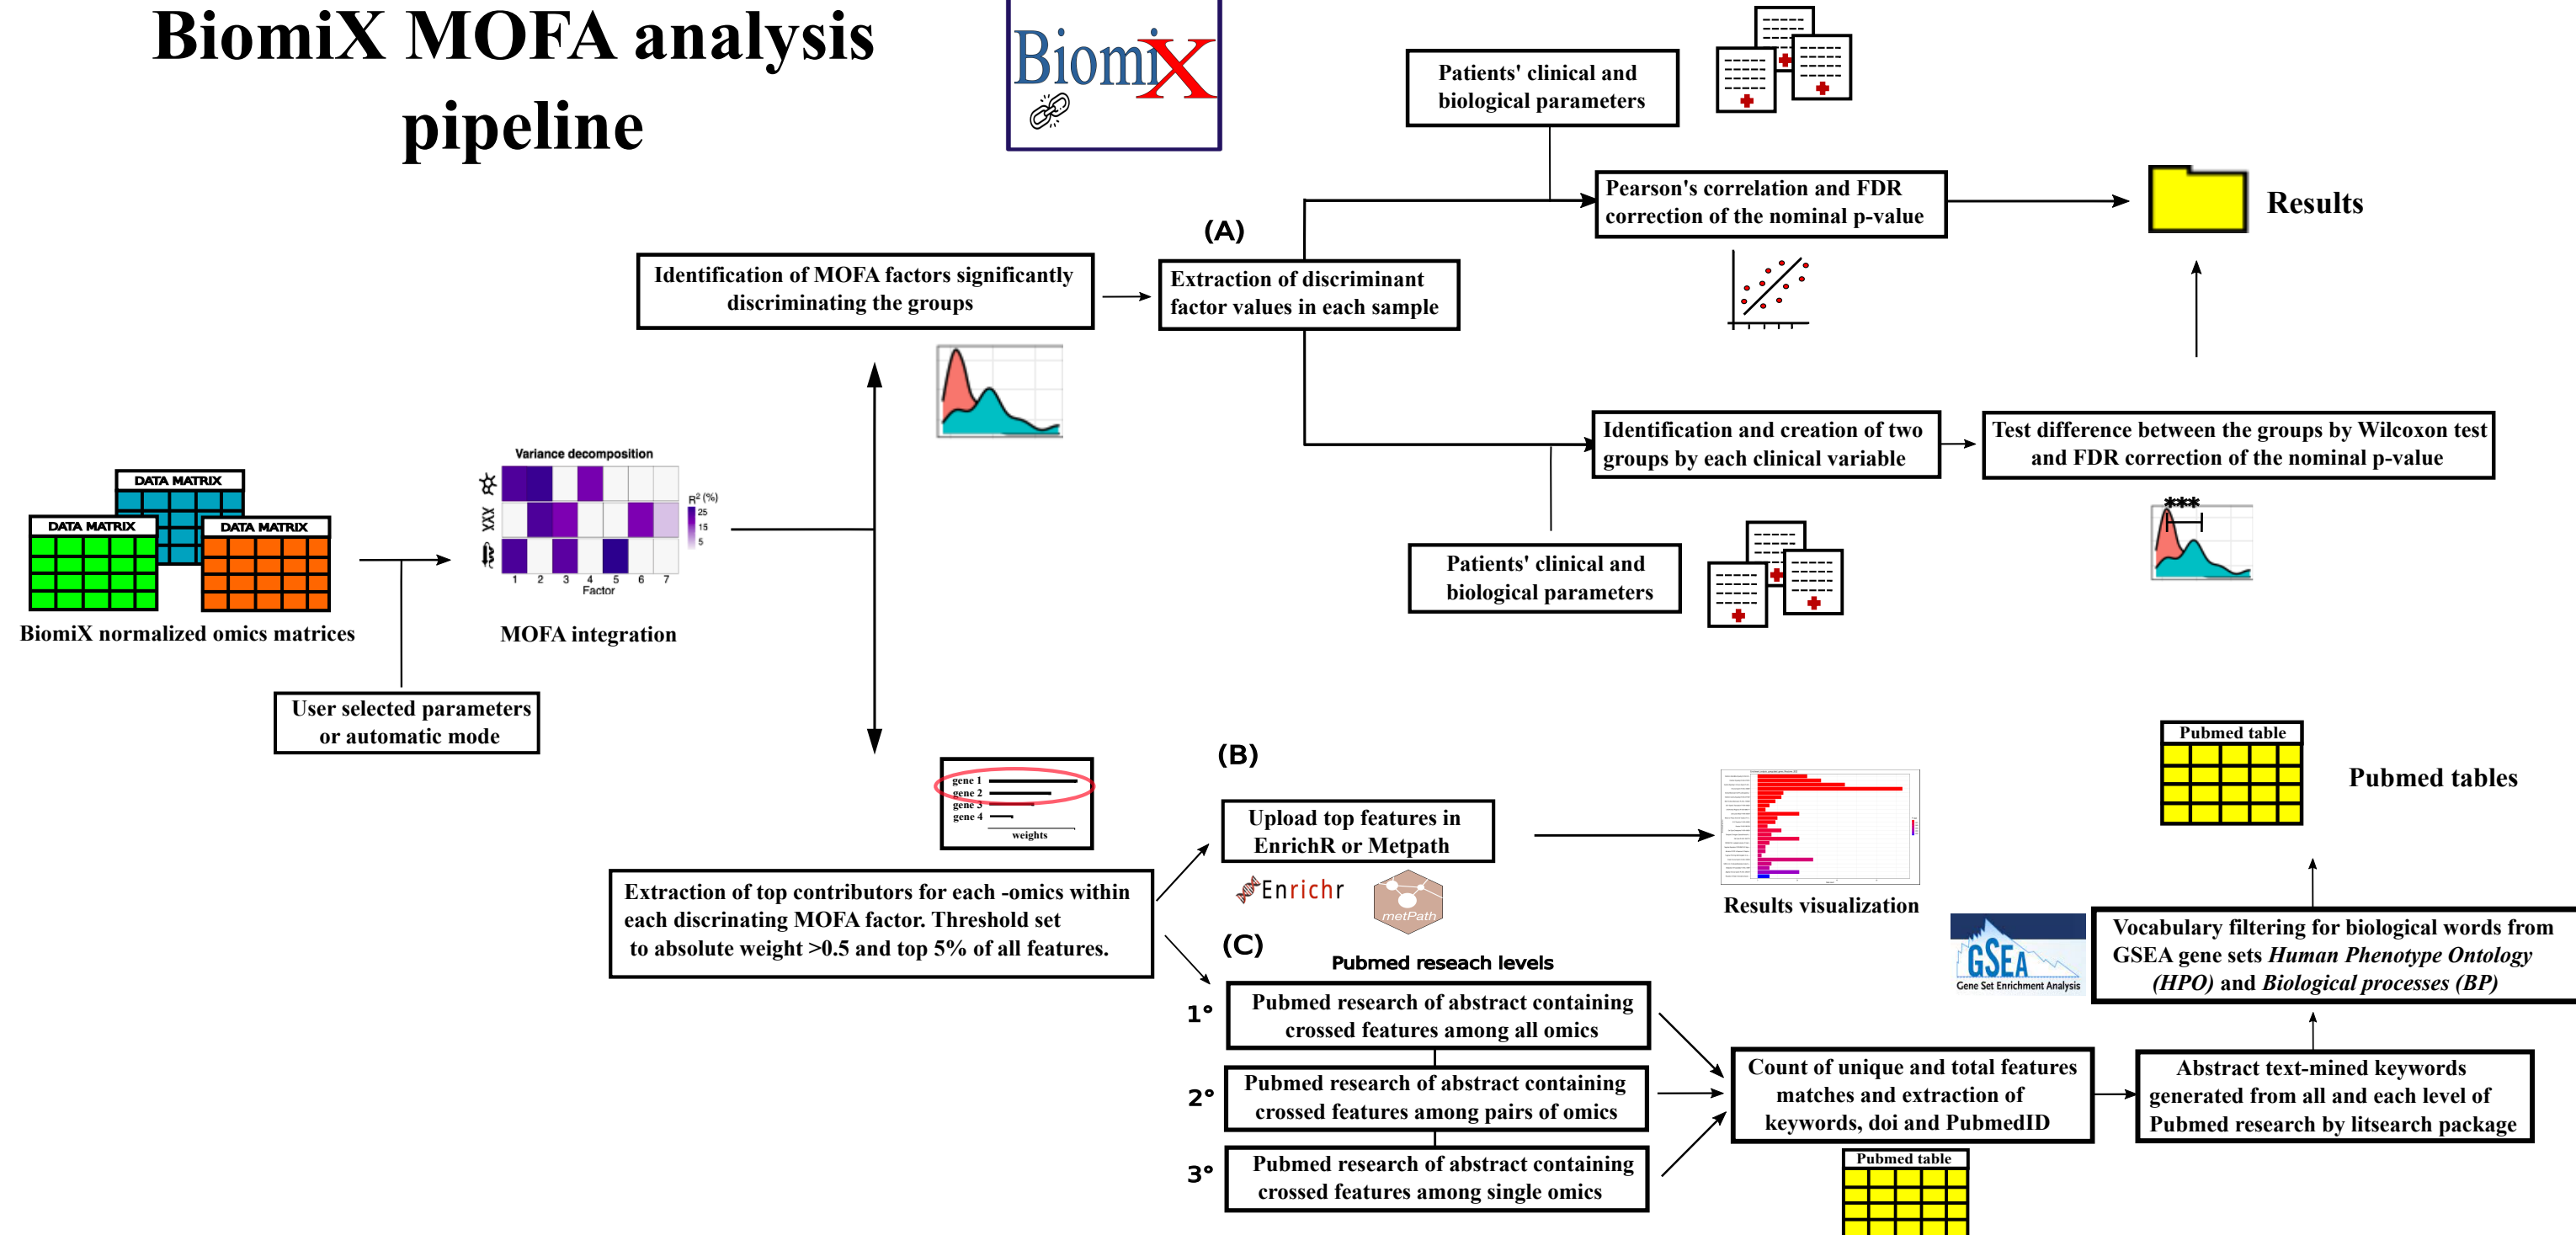 BiomiX MOFA analysis
pipeline
BiomiX
Patients' clinical and
biological parameters
Pearson's correlation and FDR
correction of the nominal p-value
Results
(A)
Identification of MOFA factors significantly
discriminating the groups
Extraction of discriminant
factor values in each sample
Identification and creation of two
groups by each clinical variable
Test difference between the groups by Wilcoxon test
and FDR correction of the nominal p-value
***
Patients' clinical and
biological parameters
DATA MATRIX
DATA MATRIX
DATA MATRIX
BiomiX normalized omics matrices
Variance decomposition
R² (%)
25
15
5
1 2 3 4 5 6 7
Factor
MOFA integration
User selected parameters
or automatic mode
gene 1
gene 2
gene 3
gene 4
weights
Extraction of top contributors for each -omics within
each discrinating MOFA factor. Threshold set
to absolute weight >0.5 and top 5% of all features.
(B)
Upload top features in
EnrichR or Metpath
Enrichr
metPath
Results visualization
(C)
Pubmed reseach levels
1°
Pubmed research of abstract containing
crossed features among all omics
2°
Pubmed research of abstract containing
crossed features among pairs of omics
3°
Pubmed research of abstract containing
crossed features among single omics
Count of unique and total features
matches and extraction of
keywords, doi and PubmedID
Pubmed table
Abstract text-mined keywords
generated from all and each level of
Pubmed research by litsearch package
GSEA
Gene Set Enrichment Analysis
Vocabulary filtering for biological words from
GSEA gene sets Human Phenotype Ontology
(HPO) and Biological processes (BP)
Pubmed table
Pubmed tables